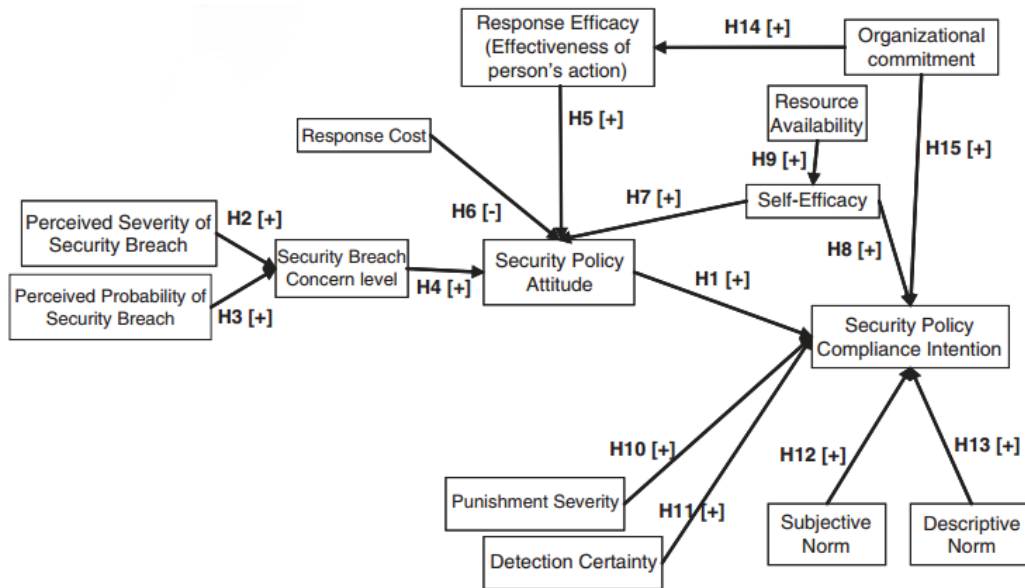 Response Efficacy
(Effectiveness of
person's action)
H14 [+]
Organizational
commitment
Resource
Availability
H5 [+]
Response Cost
H15 [+]
H9 [+]
H7 [+]
Self-Efficacy
H6 [-]
Perceived Severity of
Security Breach
H2 [+]
Security Breach
Concern level
H4 [+]
Security Policy
Attitude
H8 [+]
H1 [+]
Perceived Probability of
Security Breach
H3 [+]
Security Policy
Compliance Intention
H10 [+]
H12 [+]
H13 [+]
Punishment Severity
H11 [+]
Subjective
Norm
Descriptive
Norm
Detection Certainty